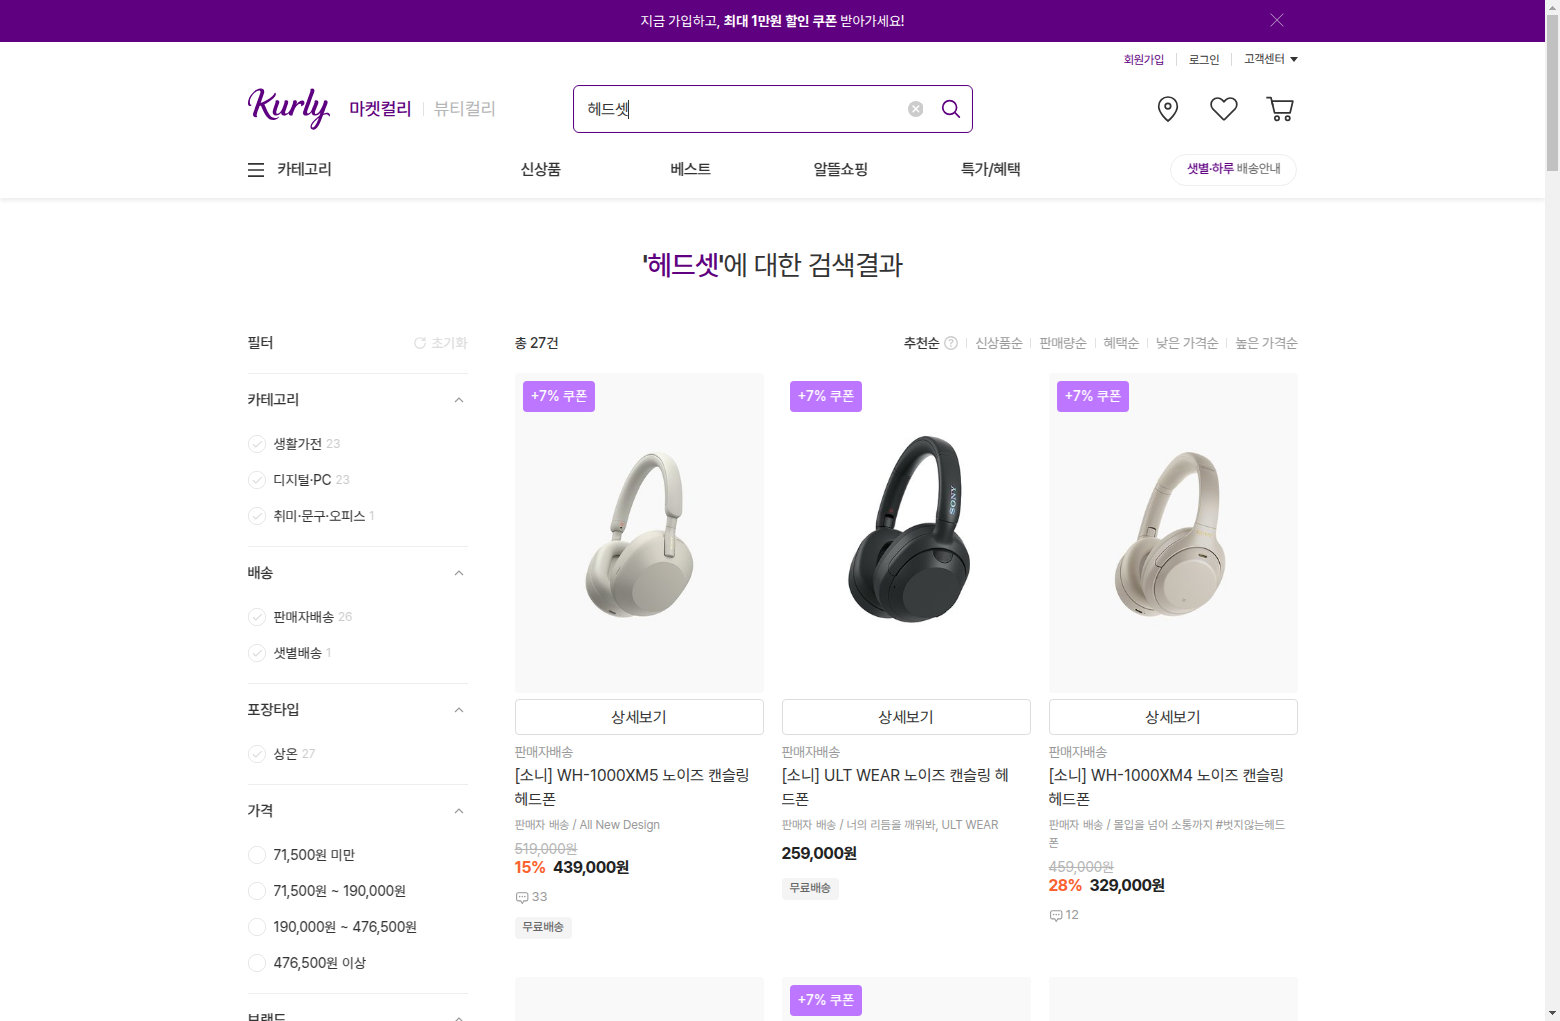 지금 가입하고, 최대 1만원 할인 쿠폰 받아가세요!
회원가입 로그인 고객센터
Kurly 마켓컬리 뷰티컬리 헤드셋
카테고리 신상품 베스트 알뜰쇼핑 특가/혜택 샛별·하루 배송안내
'헤드셋'에 대한 검색결과
필터 초기화
총 27건 추천순 ? 신상품순 판매량순 혜택순 낮은 가격순 높은 가격순
카테고리
생활가전 23
디지털·PC 23
취미·문구·오피스 1
배송
판매자배송 26
샛별배송 1
포장타입
상온 27
가격
71,500원 미만
71,500원 ~ 190,000원
190,000원 ~ 476,500원
476,500원 이상
브랜드
+7% 쿠폰
상세보기
판매자배송
[소니] WH-1000XM5 노이즈 캔슬링
헤드폰
판매자 배송 / All New Design
519,000원
15% 439,000원
33
무료배송
+7% 쿠폰
SONY
상세보기
판매자배송
[소니] ULT WEAR 노이즈 캔슬링 헤
드폰
판매자 배송 / 너의 리듬을 깨워봐, ULT WEAR
259,000원
무료배송
+7% 쿠폰
상세보기
판매자배송
[소니] WH-1000XM4 노이즈 캔슬링
헤드폰
판매자 배송 / 몰입을 넘어 소통까지 #벗지않는헤드
폰
459,000원
28% 329,000원
12
+7% 쿠폰